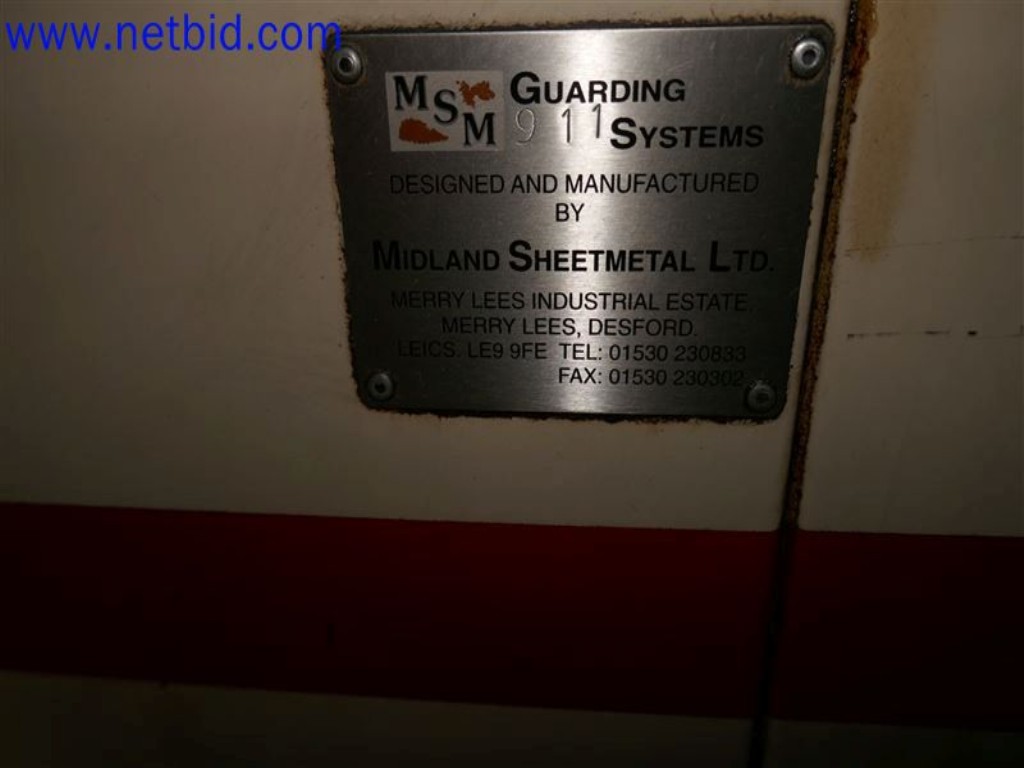 www.netbid.com
MSM GUARDING
911 SYSTEMS
DESIGNED AND MANUFACTURED
BY
MIDLAND SHEETMETAL LTD.
MERRY LEES INDUSTRIAL ESTATE
MERRY LEES, DESFORD.
LEICS. LE9 9FE TEL: 01530 230833
FAX: 01530 230302